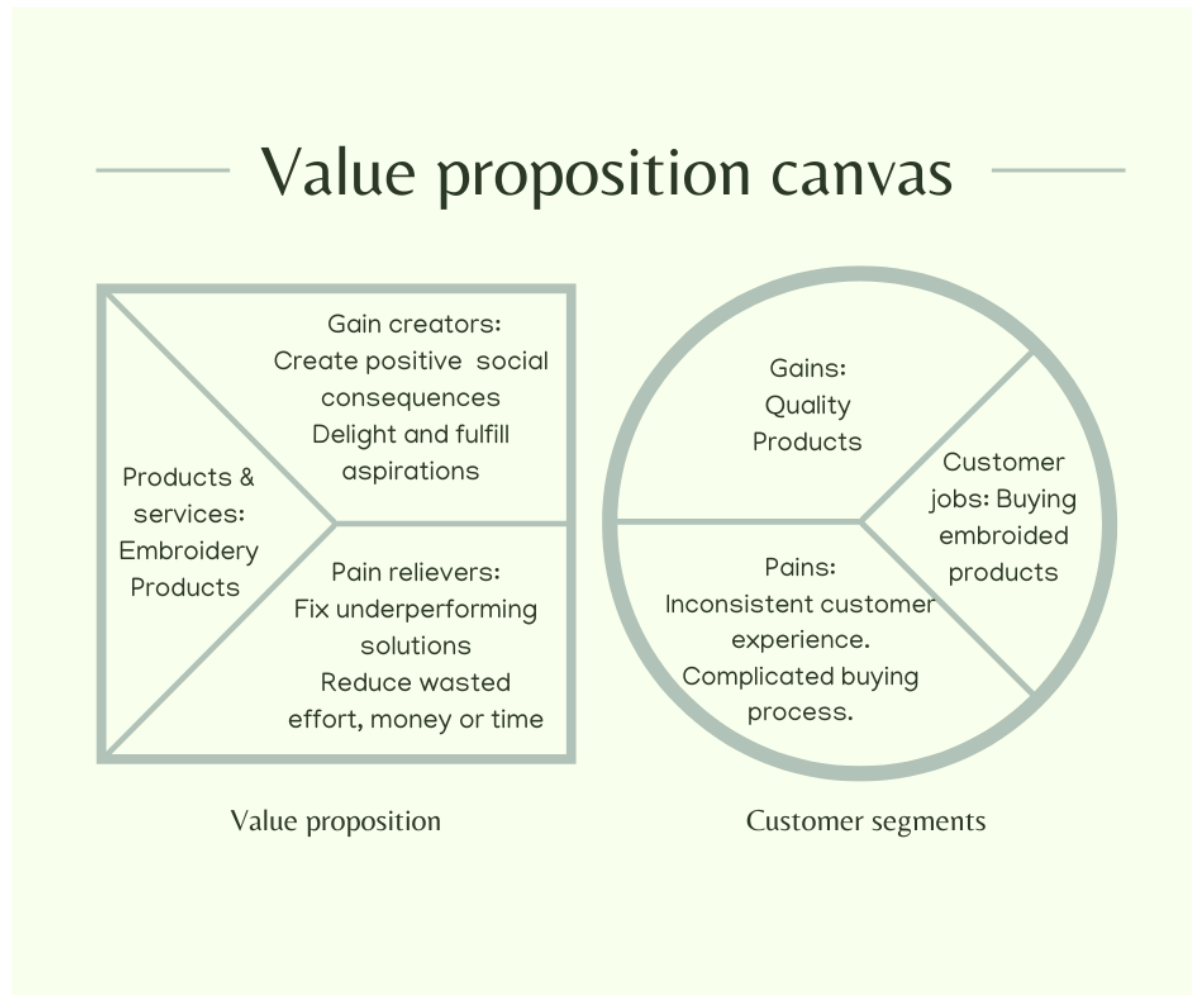 Value proposition canvas
Gain creators:
Create positive  social
consequences
Delight and fulfill
aspirations
Products &
services:
Embroidery
Products
Pain relievers:
Fix underperforming
solutions
Reduce wasted
effort, money or time
Value proposition
Gains:
Quality
Products
Customer
jobs: Buying
embroided
products
Pains:
Inconsistent customer
experience.
Complicated buying
process.
Customer segments